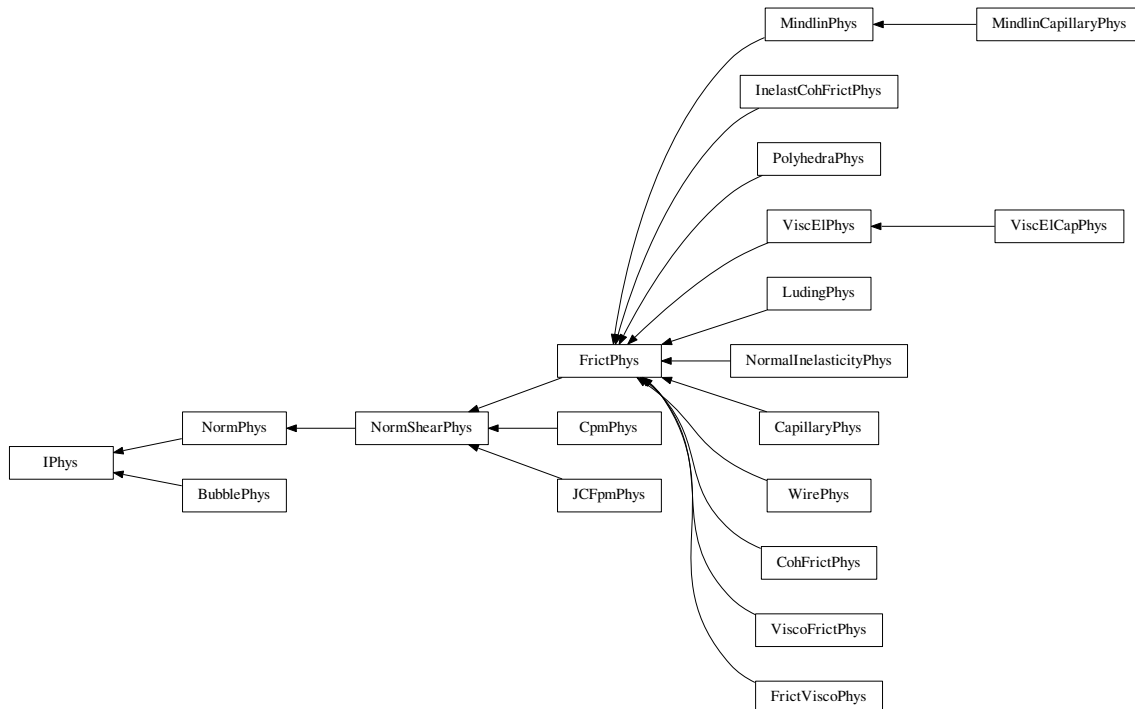 MindlinPhys
MindlinCapillaryPhys
InelastCohFrictPhys
PolyhedraPhys
ViscElPhys
ViscElCapPhys
LudingPhys
FrictPhys
NormalInelasticityPhys
NormPhys
NormShearPhys
CpmPhys
CapillaryPhys
IPhys
BubblePhys
JCFpmPhys
WirePhys
CohFrictPhys
ViscoFrictPhys
FrictViscoPhys